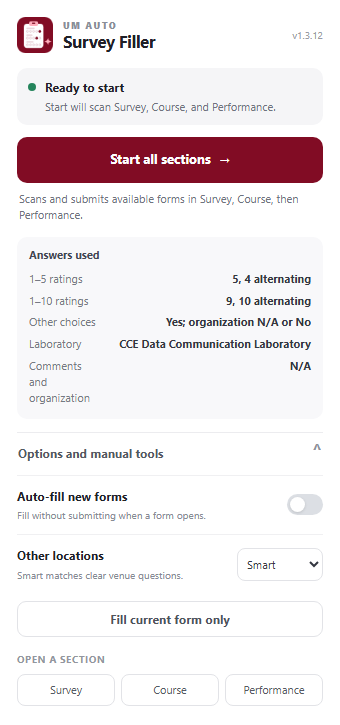 UM AUTO
Survey Filler
v1.3.12
Ready to start
Start will scan Survey, Course, and Performance.
Start all sections →
Scans and submits available forms in Survey, Course, then
Performance.
Answers used
1–5 ratings 5, 4 alternating
1–10 ratings 9, 10 alternating
Other choices Yes; organization N/A or No
Laboratory CCE Data Communication Laboratory
Comments N/A
and
organization
Options and manual tools ^
Auto-fill new forms
Fill without submitting when a form opens.
Other locations
Smart matches clear venue questions.
Smart
Fill current form only
OPEN A SECTION
Survey Course Performance